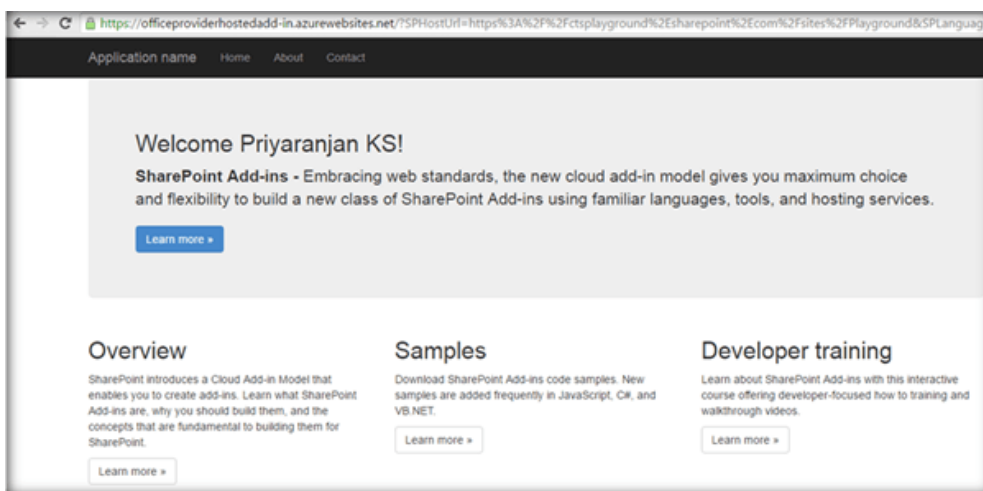 https://officeproviderhostedadd-in.azurewebsites.net/?SPHostUrl=https%3A%2F%2Fctsplayground%2Esharepoint%2Ecom%2Fsites%2FPlayground&SPLanguag
Application name Home About Contact
Welcome Priyaranjan KS!
SharePoint Add-ins - Embracing web standards, the new cloud add-in model gives you maximum choice
and flexibility to build a new class of SharePoint Add-ins using familiar languages, tools, and hosting services.
Learn more »
Overview
SharePoint introduces a Cloud Add-in Model that
enables you to create add-ins. Learn what SharePoint
Add-ins are, why you should build them, and the
concepts that are fundamental to building them for
SharePoint.
Learn more »
Samples
Download SharePoint Add-ins code samples. New
samples are added frequently in JavaScript, C#, and
VB.NET.
Learn more »
Developer training
Learn about SharePoint Add-ins with this interactive
course offering developer-focused how to training and
walkthrough videos.
Learn more »